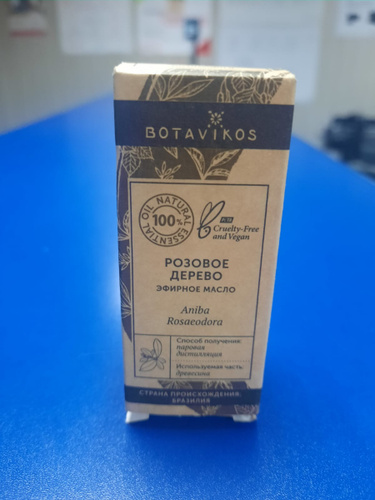 BOTAVIKOS
100%
NATURAL ESSENTIAL OIL
Cruelty-Free
and Vegan
РОЗОВОЕ
ДЕРЕВО
ЭФИРНОЕ МАСЛО
Aniba
Rosaeodora
Способ получения:
паровая
дистилляция
Используемая часть:
древесина
СТРАНА ПРОИСХОЖДЕНИЯ:
БРАЗИЛИЯ